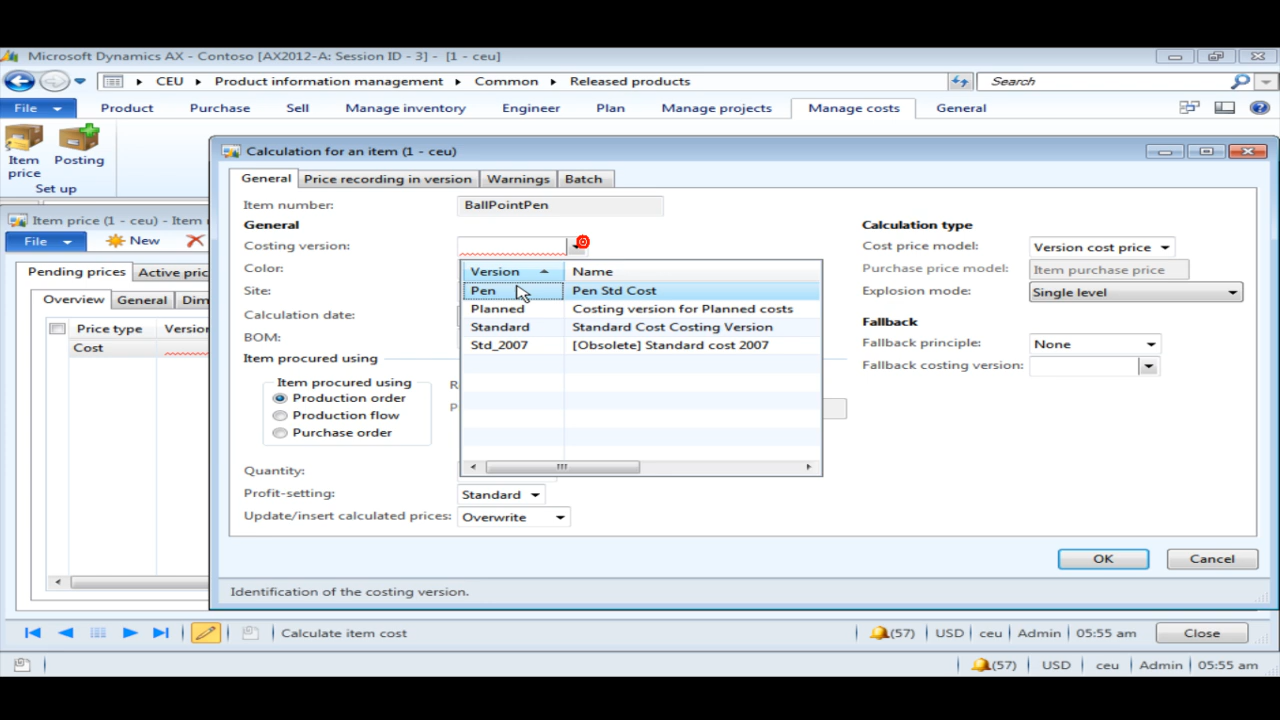 Microsoft Dynamics AX - Contoso [AX2012-A: Session ID - 3] - [1 - ceu]
CEU Product information management Common Released products Search
File Product Purchase Sell Manage inventory Engineer Plan Manage projects Manage costs General
Item price
Posting
Set up
Calculation for an item (1 - ceu)
General Price recording in version Warnings Batch
Item number: BallPointPen
General
Costing version:
Color:
Site:
Calculation date:
BOM:
Item procured using
Item procured using
Production order
Production flow
Purchase order
Quantity:
Profit-setting: Standard
Update/insert calculated prices: Overwrite
Version Name
Pen Pen Std Cost
Planned Costing version for Planned costs
Standard Standard Cost Costing Version
Std_2007 [Obsolete] Standard cost 2007
Calculation type
Cost price model: Version cost price
Purchase price model: Item purchase price
Explosion mode: Single level
Fallback
Fallback principle: None
Fallback costing version:
OK Cancel
Identification of the costing version.
Item price (1 - ceu) - Item
File New
Pending prices Active pric
Overview General Dim
Price type Version
Cost
Calculate item cost (57) USD ceu Admin 05:55 am Close
(57) USD ceu Admin 05:55 am